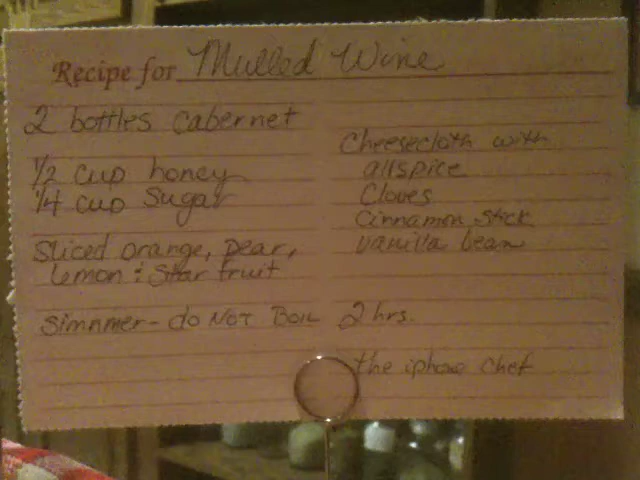 Recipe for Mulled Wine
2 bottles cabernet
1/2 cup honey
1/4 cup Sugar
Sliced orange, pear,
lemon & Star fruit
Cheesecloth with
allspice
Cloves
Cinnamon stick
vanilla bean
Simmmer - do NOT BOIL 2 hrs.
the iphone chef